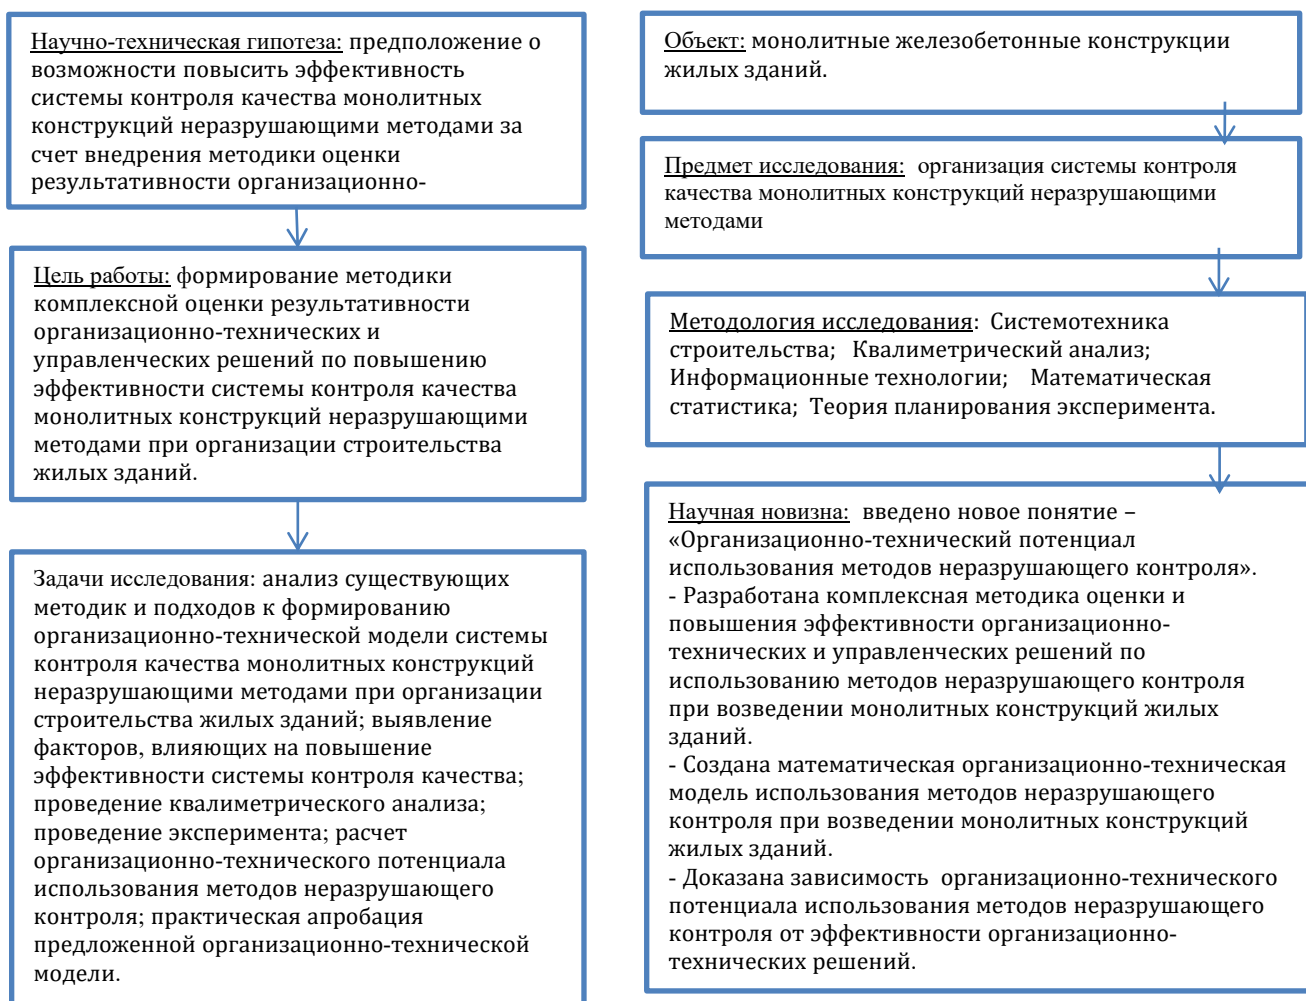 Научно-техническая гипотеза: предположение о
возможности повысить эффективность
системы контроля качества монолитных
конструкций неразрушающими методами за
счет внедрения методики оценки
результативности организационно-
Цель работы: формирование методики
комплексной оценки результативности
организационно-технических и
управленческих решений по повышению
эффективности системы контроля качества
монолитных конструкций неразрушающими
методами при организации строительства
жилых зданий.
Задачи исследования: анализ существующих
методик и подходов к формированию
организационно-технической модели системы
контроля качества монолитных конструкций
неразрушающими методами при организации
строительства жилых зданий; выявление
факторов, влияющих на повышение
эффективности системы контроля качества;
проведение квалиметрического анализа;
проведение эксперимента; расчет
организационно-технического потенциала
использования методов неразрушающего
контроля; практическая апробация
предложенной организационно-технической
модели.
Объект: монолитные железобетонные конструкции
жилых зданий.
Предмет исследования: организация системы контроля
качества монолитных конструкций неразрушающими
методами
Методология исследования: Системотехника
строительства; Квалиметрический анализ;
Информационные технологии; Математическая
статистика; Теория планирования эксперимента.
Научная новизна: введено новое понятие –
«Организационно-технический потенциал
использования методов неразрушающего контроля».
- Разработана комплексная методика оценки и
повышения эффективности организационно-
технических и управленческих решений по
использованию методов неразрушающего контроля
при возведении монолитных конструкций жилых
зданий.
- Создана математическая организационно-техническая
модель использования методов неразрушающего
контроля при возведении монолитных конструкций
жилых зданий.
- Доказана зависимость организационно-технического
потенциала использования методов неразрушающего
контроля от эффективности организационно-
технических решений.